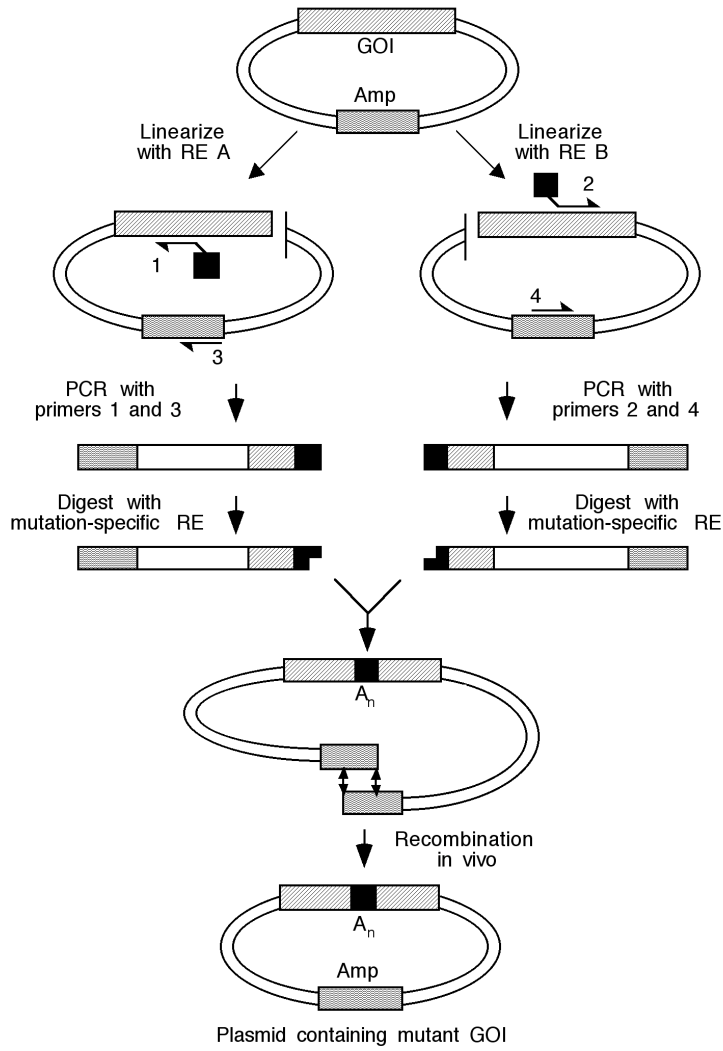 GOI
Amp
Linearize
with RE A
Linearize
with RE B
2
1
4
3
PCR with
primers 1 and 3
PCR with
primers 2 and 4
Digest with
mutation-specific RE
Digest with
mutation-specific RE
An
Recombination
in vivo
An
Amp
Plasmid containing mutant GOI